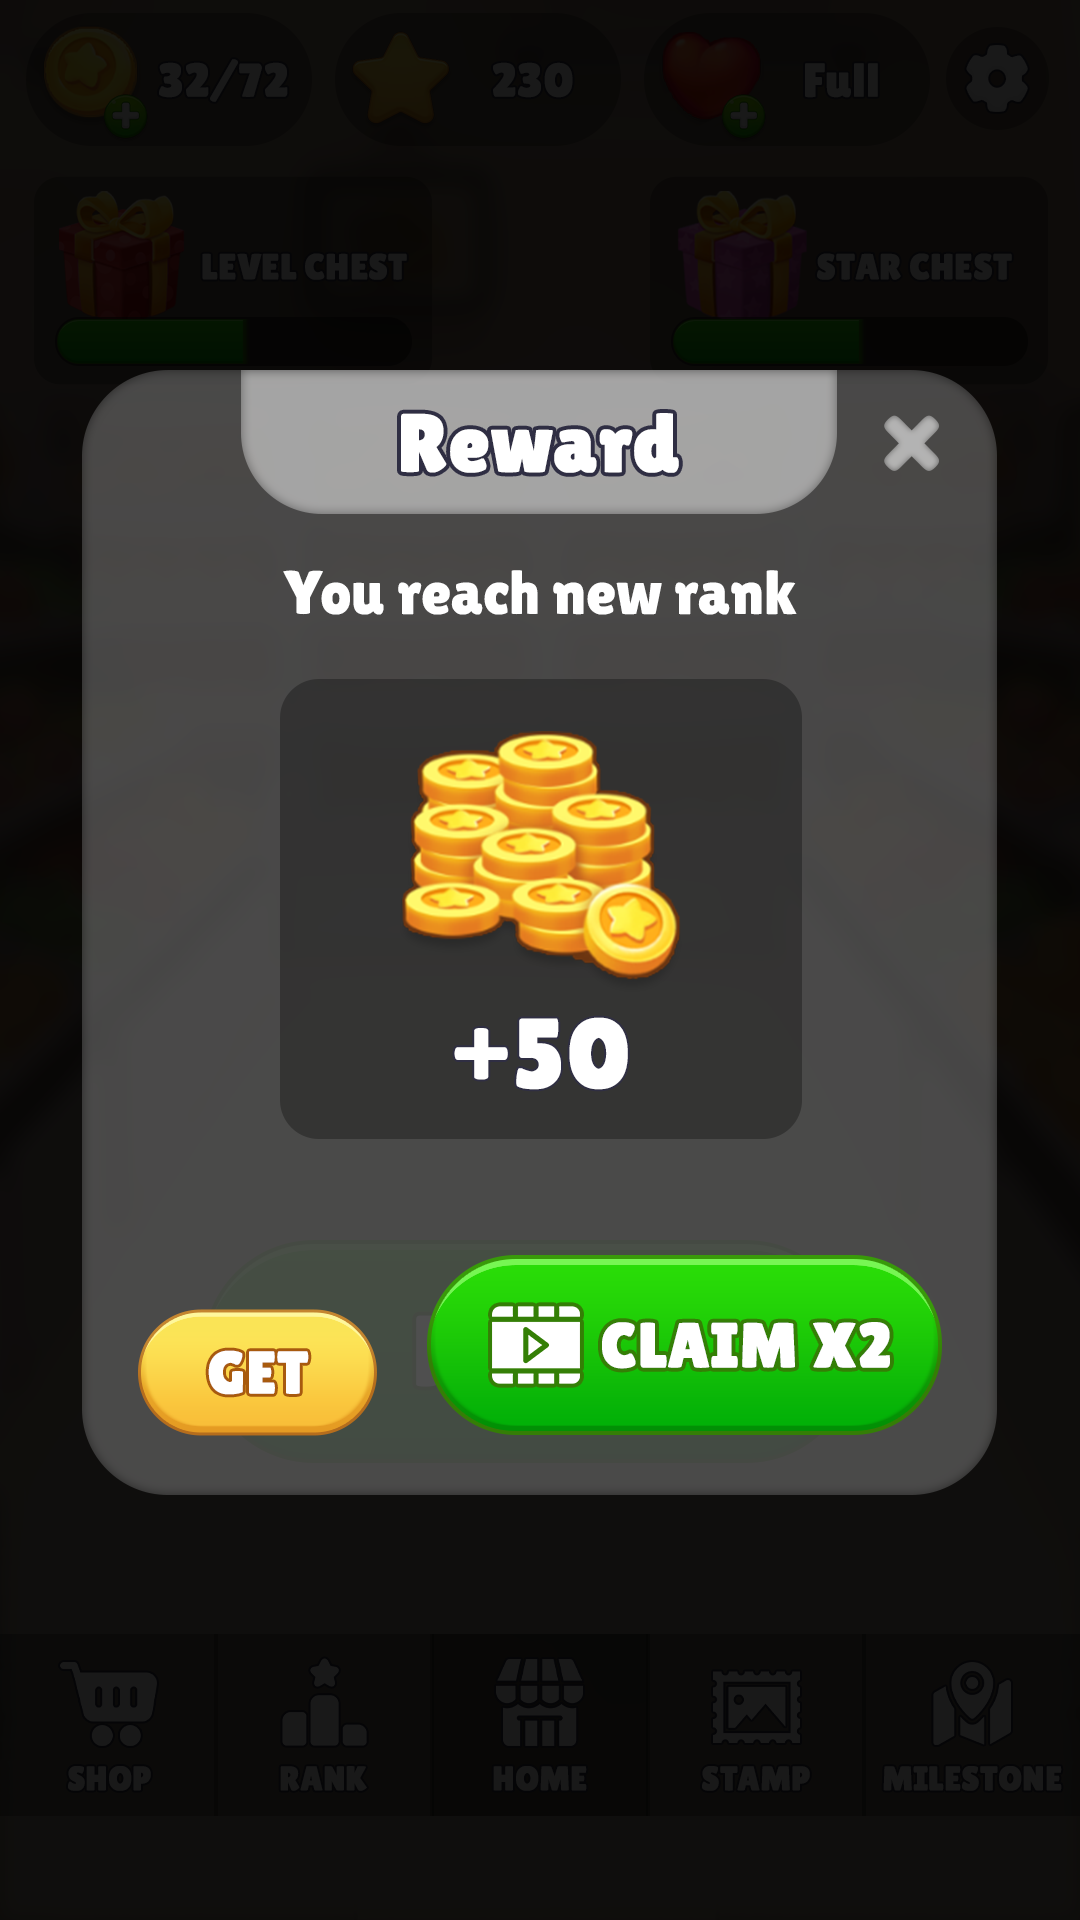 32/72
230
Full
LEVEL CHEST
STAR CHEST
Reward
You reach new rank
+50
GET
CLAIM X2
SHOP
RANK
HOME
STAMP
MILESTONE